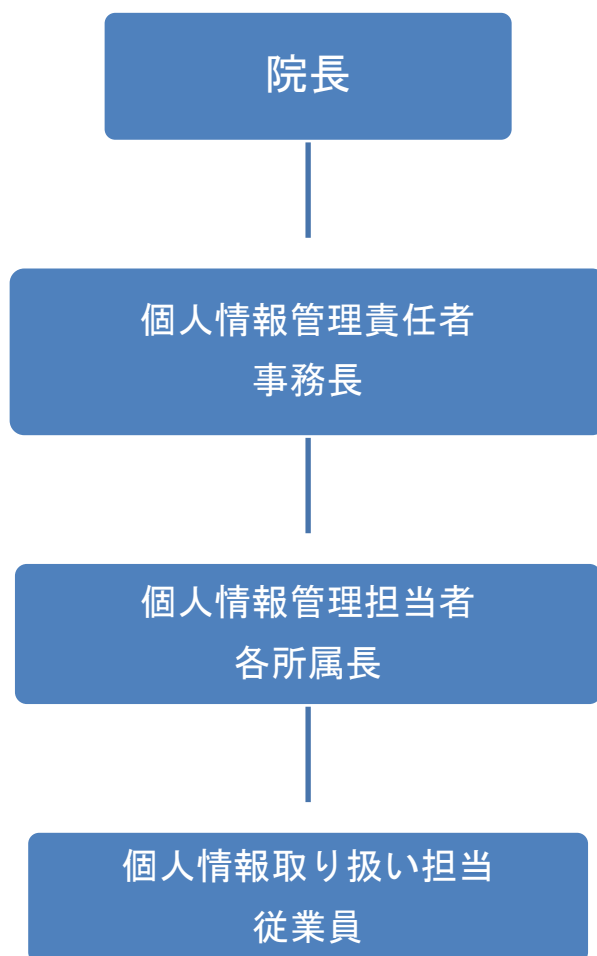 院長
個人情報管理責任者
事務長
個人情報管理担当者
各所属長
個人情報取り扱い担当
従業員